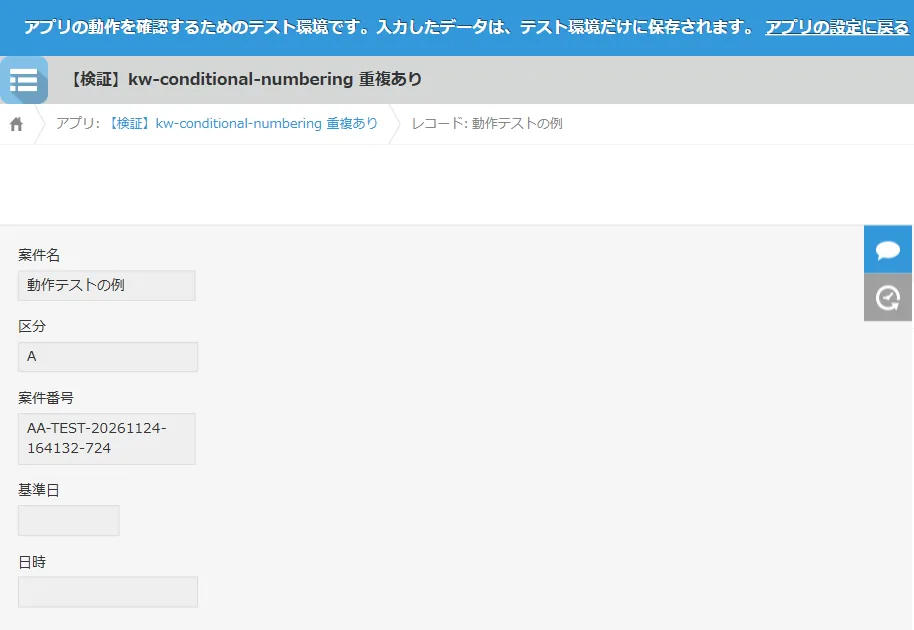 アプリの動作を確認するためのテスト環境です。入力したデータは、テスト環境だけに保存されます。 アプリの設定に戻る
【検証】kw-conditional-numbering 重複あり
アプリ: 【検証】kw-conditional-numbering 重複あり レコード: 動作テストの例
案件名
動作テストの例
区分
A
案件番号
AA-TEST-20261124-
164132-724
基準日
日時